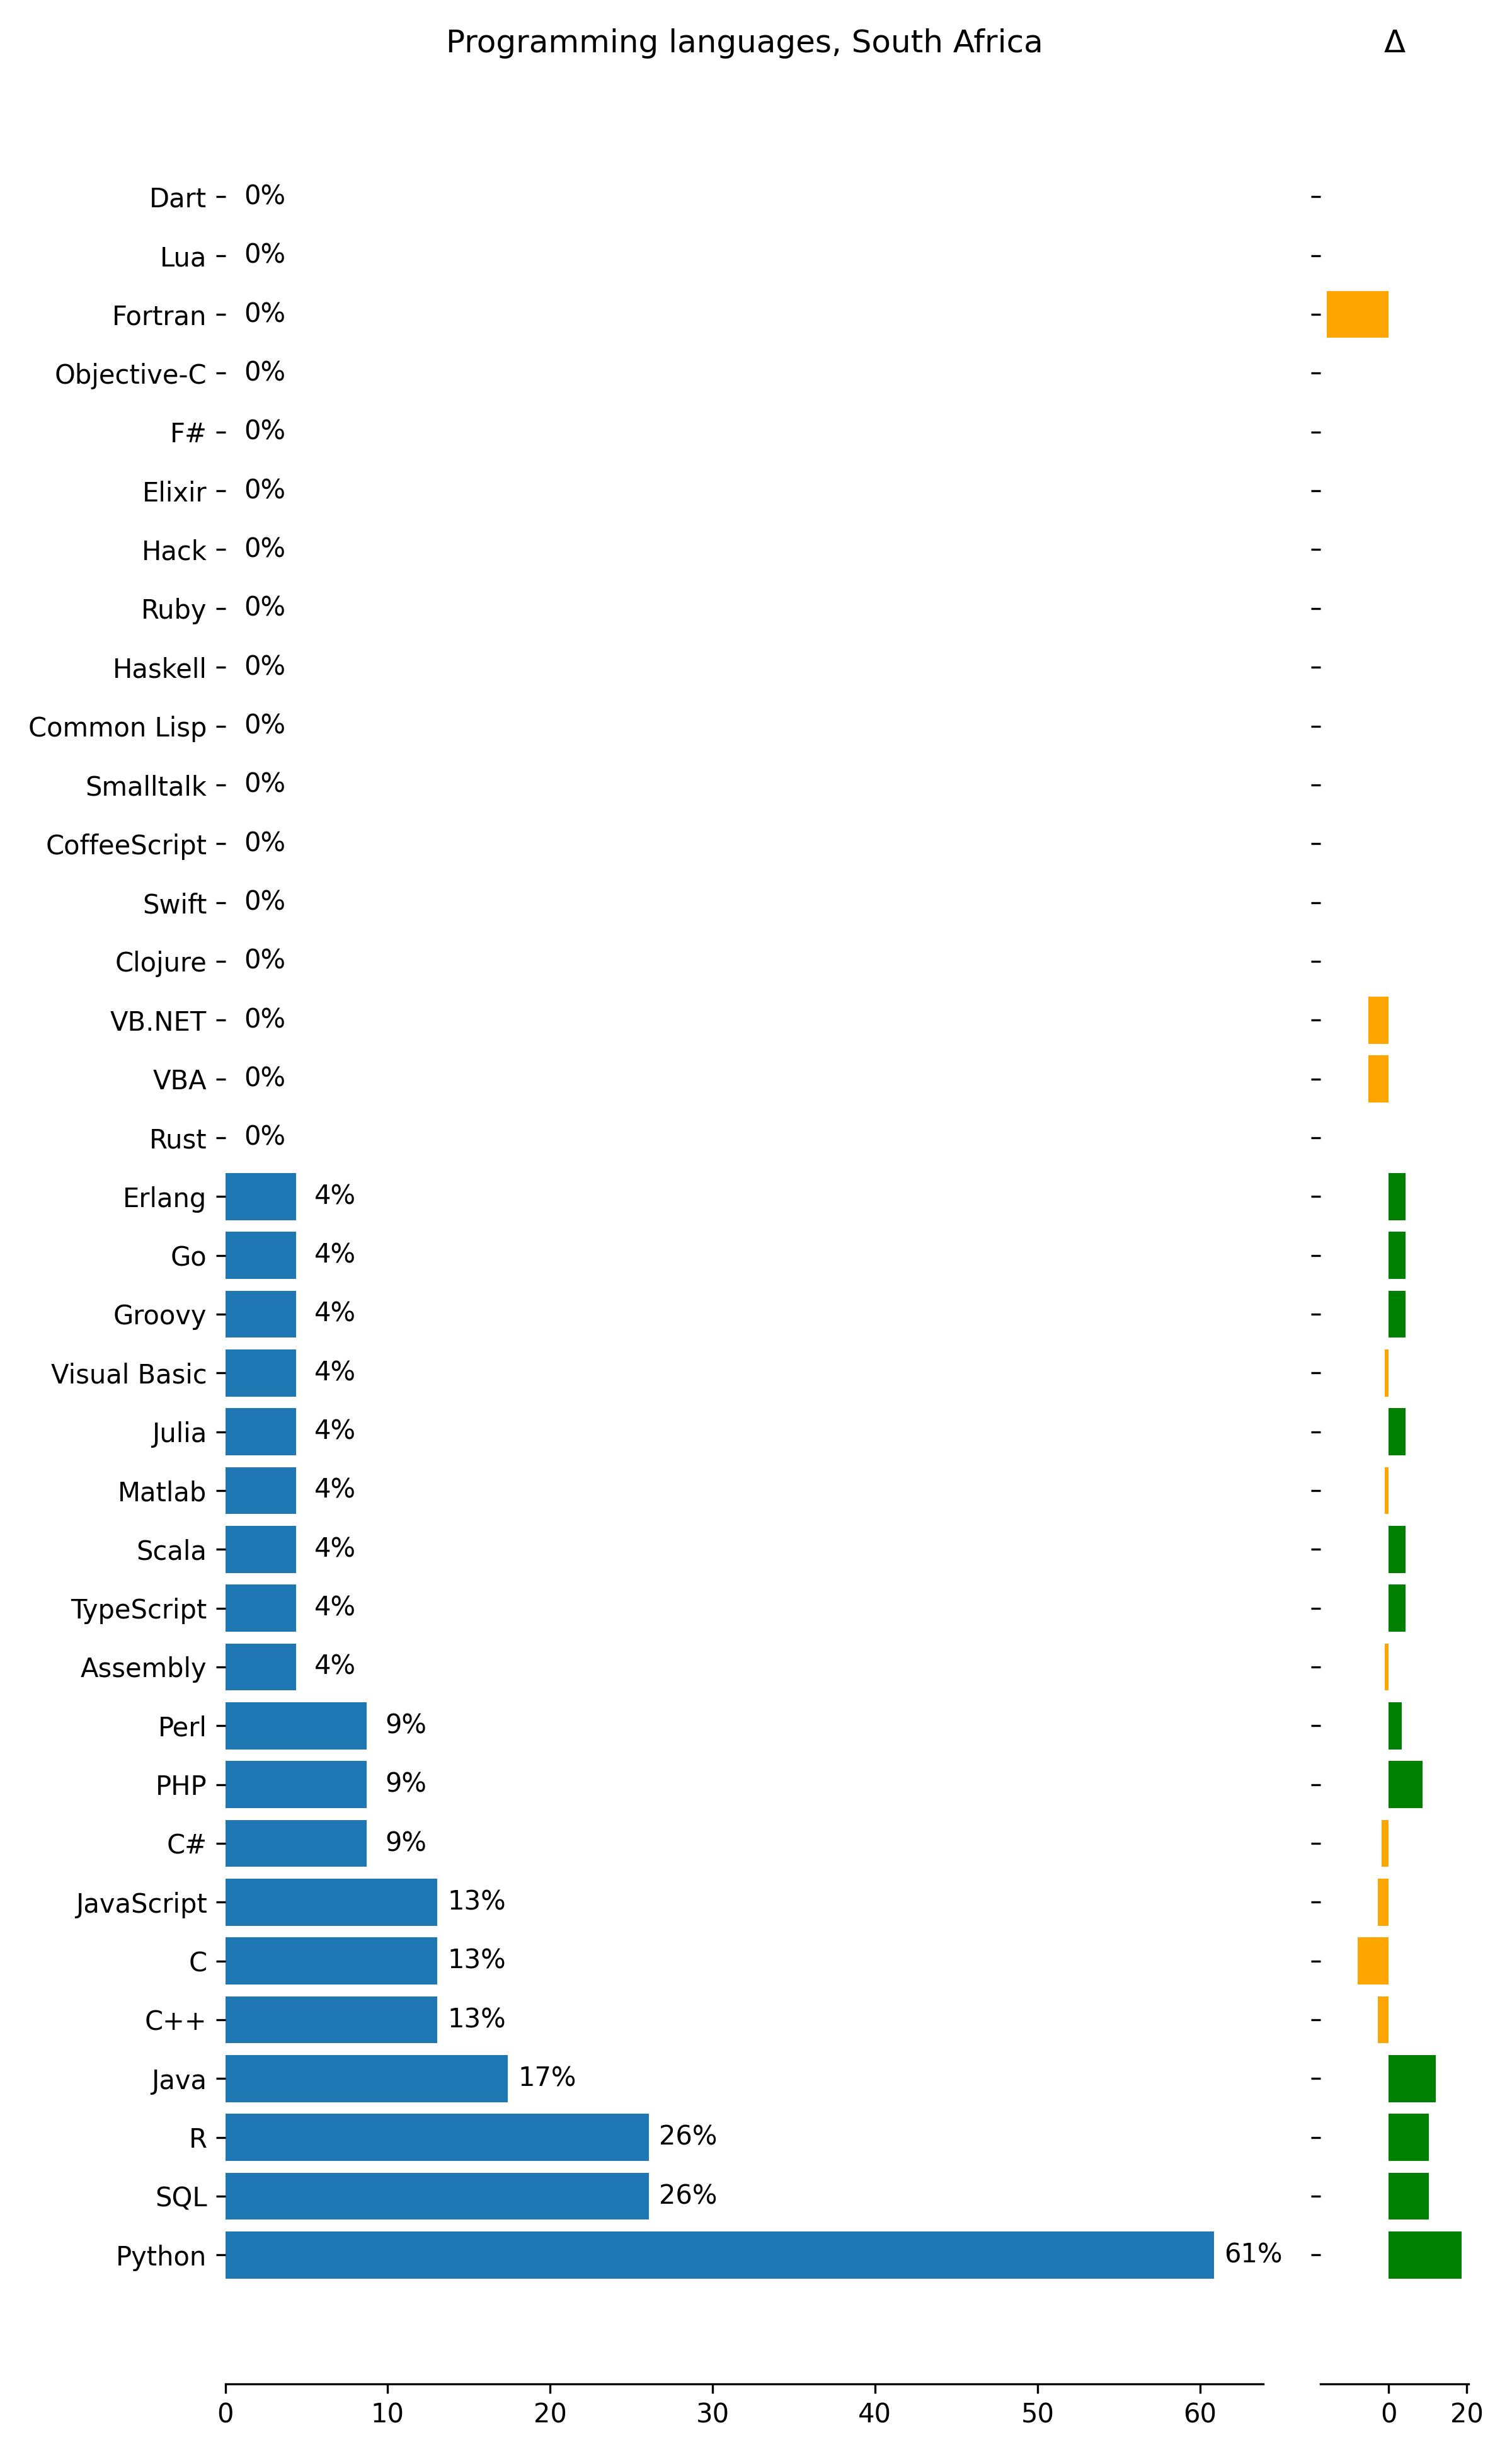 Programming languages, South Africa Δ
Dart 0%
Lua 0%
Fortran 0%
Objective-C 0%
F# 0%
Elixir 0%
Hack 0%
Ruby 0%
Haskell 0%
Common Lisp 0%
Smalltalk 0%
CoffeeScript 0%
Swift 0%
Clojure 0%
VB.NET 0%
VBA 0%
Rust 0%
Erlang 4%
Go 4%
Groovy 4%
Visual Basic 4%
Julia 4%
Matlab 4%
Scala 4%
TypeScript 4%
Assembly 4%
Perl 9%
PHP 9%
C# 9%
JavaScript 13%
C 13%
C++ 13%
Java 17%
R 26%
SQL 26%
Python 61%
0 10 20 30 40 50 60 0 20